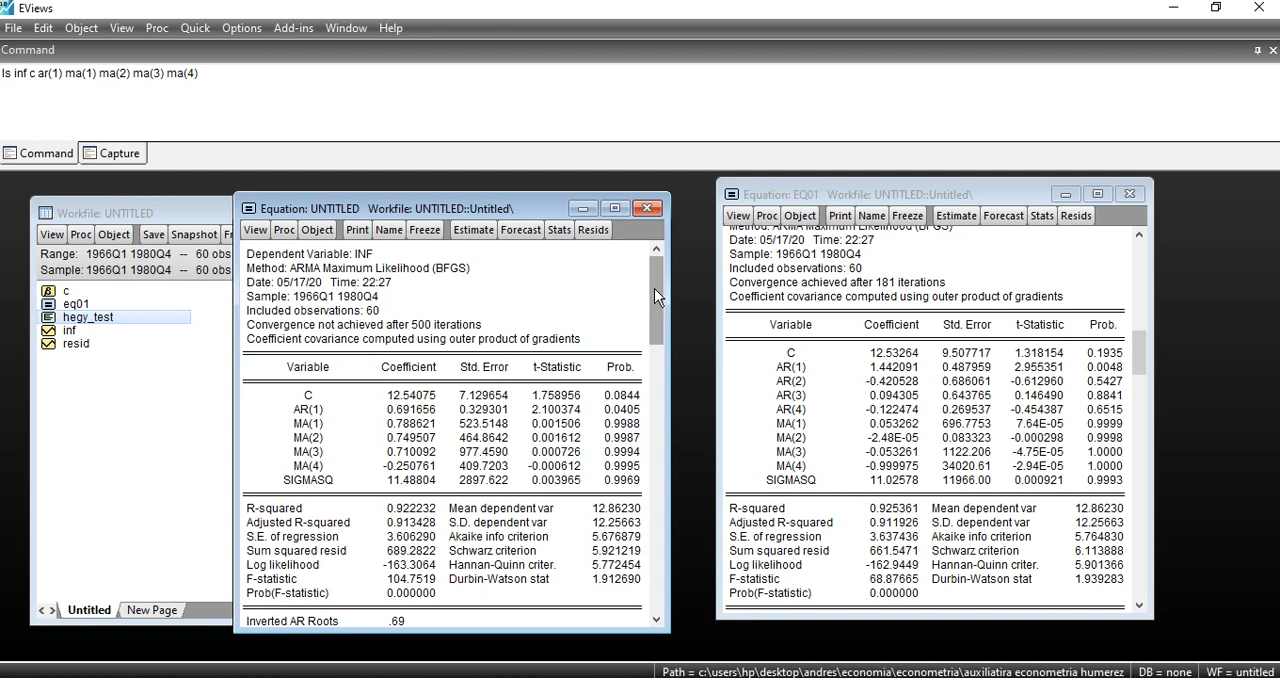 EViews
File Edit Object View Proc Quick Options Add-ins Window Help
Command
ls inf c ar(1) ma(1) ma(2) ma(3) ma(4)
Command Capture
Workfile: UNTITLED
View Proc Object Save Snapshot Fr
Range: 1966Q1 1980Q4 -- 60 obs
Sample: 1966Q1 1980Q4 -- 60 obs
c
eq01
hegy_test
inf
resid
Untitled New Page
Equation: UNTITLED Workfile: UNTITLED::Untitled\
View Proc Object Print Name Freeze Estimate Forecast Stats Resids
Dependent Variable: INF
Method: ARMA Maximum Likelihood (BFGS)
Date: 05/17/20 Time: 22:27
Sample: 1966Q1 1980Q4
Included observations: 60
Convergence not achieved after 500 iterations
Coefficient covariance computed using outer product of gradients
Variable Coefficient Std. Error t-Statistic Prob.
C 12.54075 7.129654 1.758956 0.0844
AR(1) 0.691656 0.329301 2.100374 0.0405
MA(1) 0.788621 523.5148 0.001506 0.9988
MA(2) 0.749507 464.8642 0.001612 0.9987
MA(3) 0.710092 977.4590 0.000726 0.9994
MA(4) -0.250761 409.7203 -0.000612 0.9995
SIGMASQ 11.48804 2897.622 0.003965 0.9969
R-squared 0.922232 Mean dependent var 12.86230
Adjusted R-squared 0.913428 S.D. dependent var 12.25663
S.E. of regression 3.606290 Akaike info criterion 5.676879
Sum squared resid 689.2822 Schwarz criterion 5.921219
Log likelihood -163.3064 Hannan-Quinn criter. 5.772454
F-statistic 104.7519 Durbin-Watson stat 1.912690
Prob(F-statistic) 0.000000
Inverted AR Roots .69
Equation: EQ01 Workfile: UNTITLED::Untitled\
View Proc Object Print Name Freeze Estimate Forecast Stats Resids
Method: ARMA Maximum Likelihood (BFGS)
Date: 05/17/20 Time: 22:27
Sample: 1966Q1 1980Q4
Included observations: 60
Convergence achieved after 181 iterations
Coefficient covariance computed using outer product of gradients
Variable Coefficient Std. Error t-Statistic Prob.
C 12.53264 9.507717 1.318154 0.1935
AR(1) 1.442091 0.487959 2.955351 0.0048
AR(2) -0.420528 0.686061 -0.612960 0.5427
AR(3) 0.094305 0.643765 0.146490 0.8841
AR(4) -0.122474 0.269537 -0.454387 0.6515
MA(1) 0.053262 696.7753 7.64E-05 0.9999
MA(2) -2.48E-05 0.083323 -0.000298 0.9998
MA(3) -0.053261 1122.206 -4.75E-05 1.0000
MA(4) -0.999975 34020.61 -2.94E-05 1.0000
SIGMASQ 11.02578 11966.00 0.000921 0.9993
R-squared 0.925361 Mean dependent var 12.86230
Adjusted R-squared 0.911926 S.D. dependent var 12.25663
S.E. of regression 3.637436 Akaike info criterion 5.764830
Sum squared resid 661.5471 Schwarz criterion 6.113888
Log likelihood -162.9449 Hannan-Quinn criter. 5.901366
F-statistic 68.87665 Durbin-Watson stat 1.939283
Prob(F-statistic) 0.000000
Path = c:\users\hp\desktop\andres\economia\econometria\auxiliatira econometria humerez DB = none WF = untitled